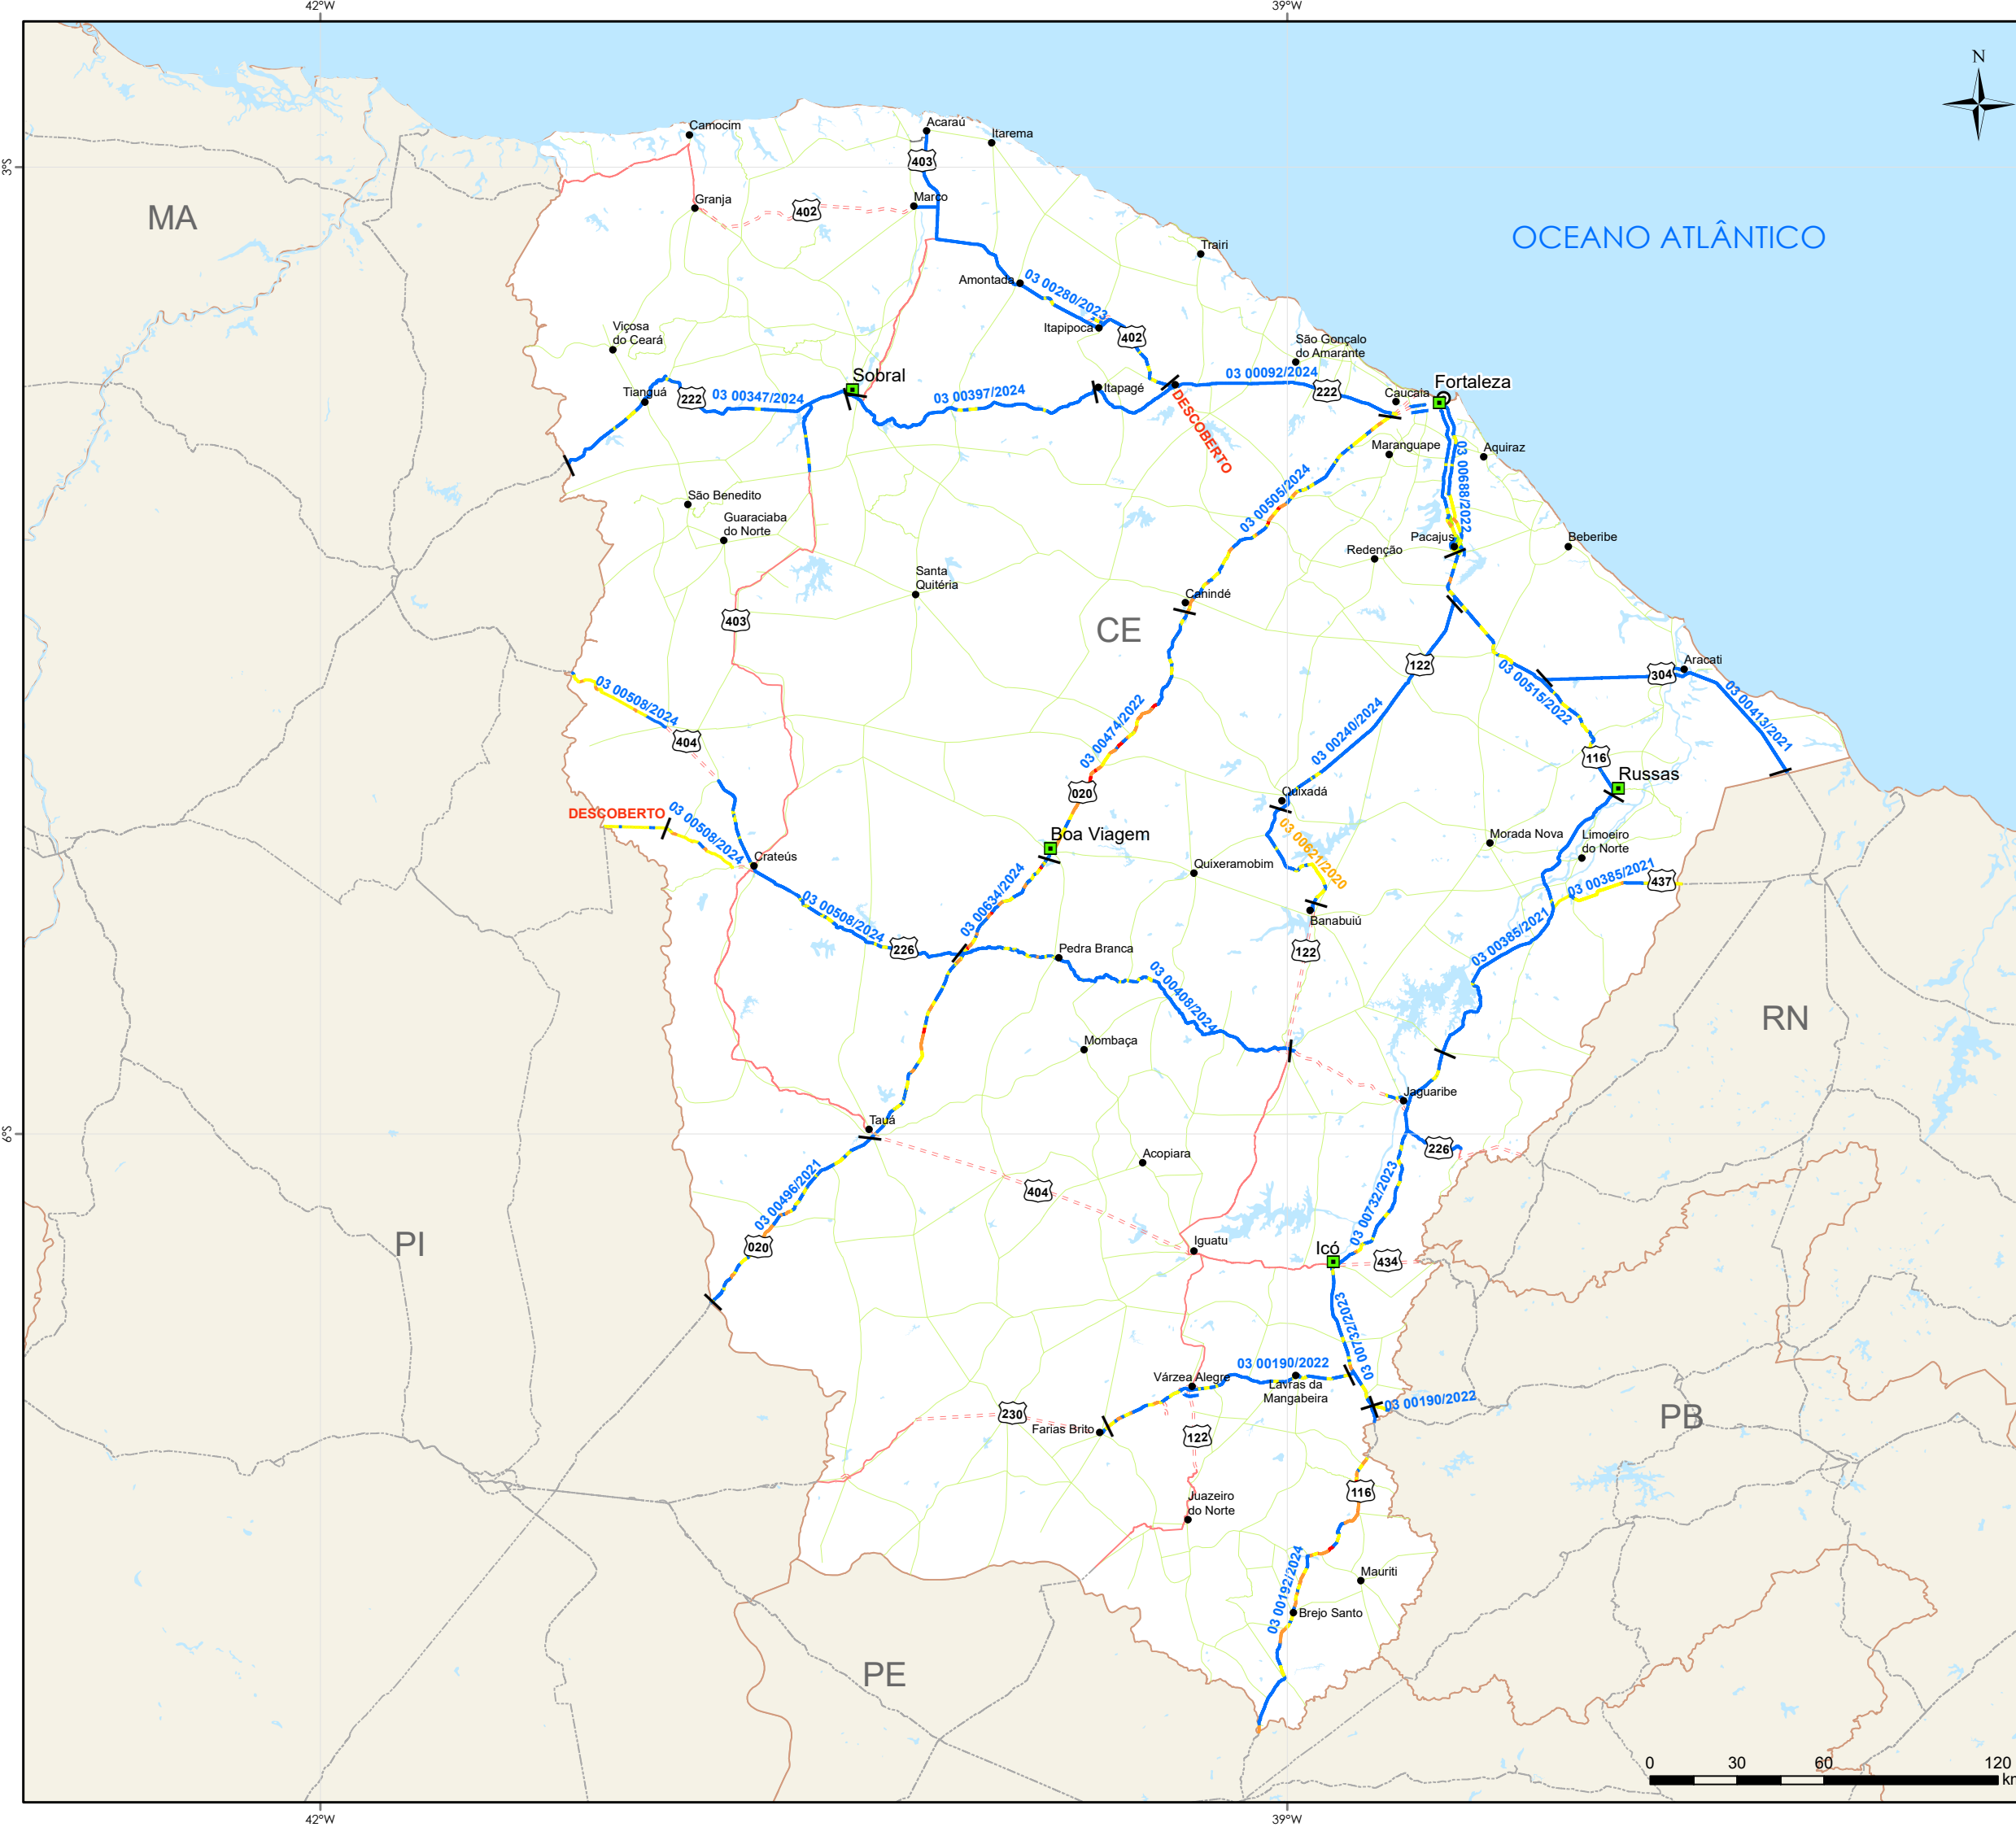 42°W
39°W
N
3°S
Camocim
Acaraú
Itarema
403
Marco
Granja
402
MA
OCEANO ATLÂNTICO
Trairi
Amontada
03 00280/2023
Itapipoca
402
Viçosa
do Ceará
São Gonçalo
do Amarante
Sobral
Tianguá
222
03 00347/2024
03 00397/2024
Itapagé
03 00092/2024
222
Caucaia
Fortaleza
DESCOBERTO
Maranguape
Aquiraz
03 00688/2022
03 00505/2024
São Benedito
Guaraciaba
do Norte
Pacajus
Beberibe
Redenção
Santa
Quitéria
Canindé
403
CE
122
304
Aracati
03 00508/2024
404
03 00474/2022
03 00240/2024
03 00515/2022
03 00413/2021
116
Russas
020
Quixadá
DESCOBERTO
03 00508/2024
Boa Viagem
03 00621/2020
Morada Nova
Limoeiro
do Norte
Crateús
Quixeramobim
03 00385/2021
437
03 00634/2024
03 00508/2024
226
Banabuiú
03 00385/2021
Pedra Branca
122
03 00408/2024
RN
Mombaça
Jaguaribe
Tauá
6°S
226
Acopiara
03 00496/2021
404
03 00732/2023
020
PI
Iguatu
Icó
434
03 00732/2023
03 00190/2022
Várzea Alegre
Lavras da
Mangabeira
03 00190/2022
230
Farias Brito
122
PB
116
Juazeiro
do Norte
03 00192/2024
Mauriti
Brejo Santo
PE
0
30
60
120
km
42°W
39°W